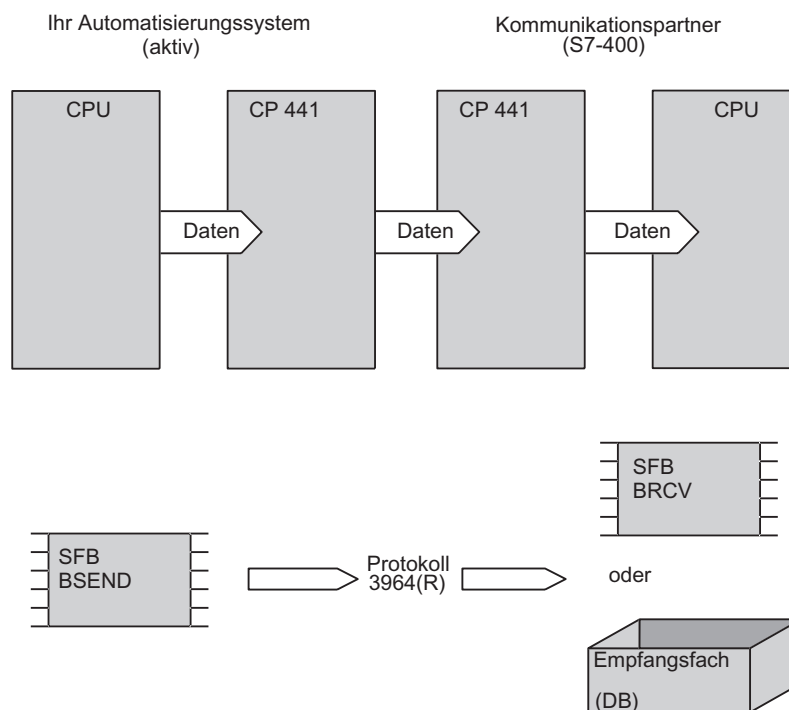 Ihr Automatisierungssystem
(aktiv)
Kommunikationspartner
(S7-400)
CPU
CP 441
CP 441
CPU
Daten
Daten
Daten
SFB
BRCV
SFB
BSEND
Protokoll
3964(R)
oder
Empfangsfach
(DB)